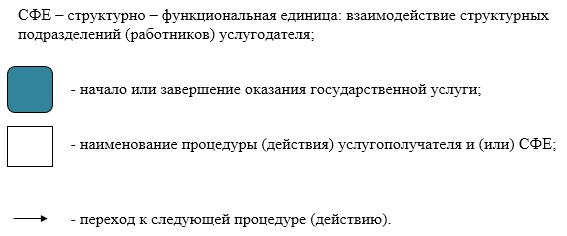 СФЕ – структурно – функциональная единица: взаимодействие структурных
подразделений (работников) услугодателя;
- начало или завершение оказания государственной услуги;
- наименование процедуры (действия) услугополучателя и (или) СФЕ;
- переход к следующей процедуре (действию).